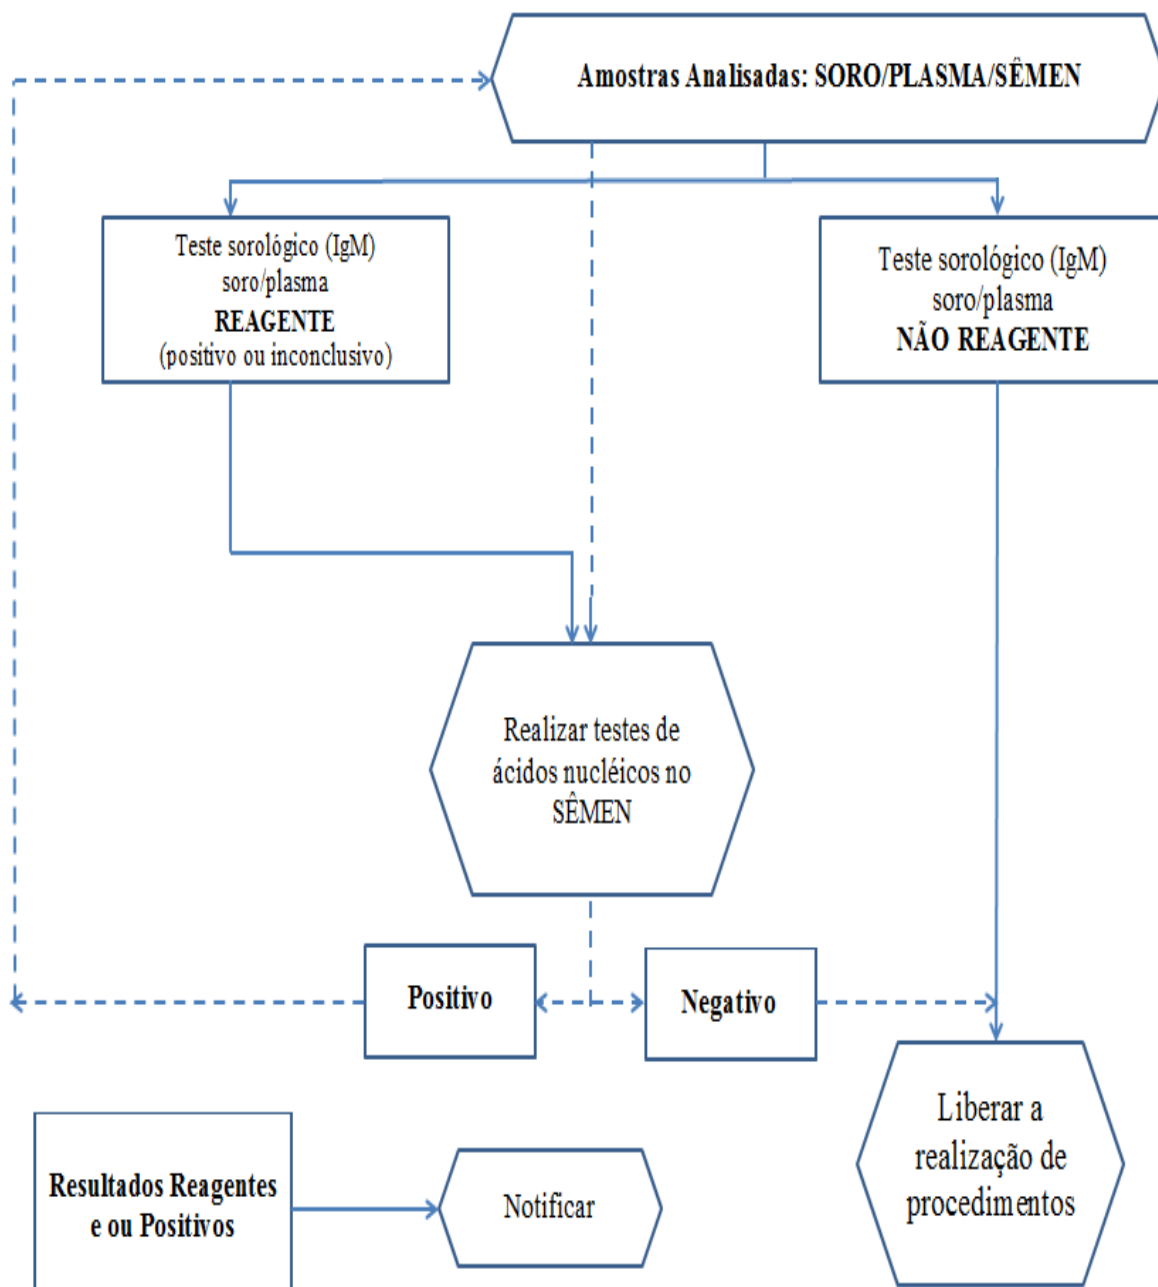 Amostras Analisadas: SORO/PLASMA/SÊMEN
Teste sorológico (IgM)
soro/plasma
REAGENTE
(positivo ou inconclusivo)
Teste sorológico (IgM)
soro/plasma
NÃO REAGENTE
Realizar testes de
ácidos nucléicos no
SÊMEN
Positivo
Negativo
Liberar a
realização de
procedimentos
Resultados Reagentes
e ou Positivos
Notificar